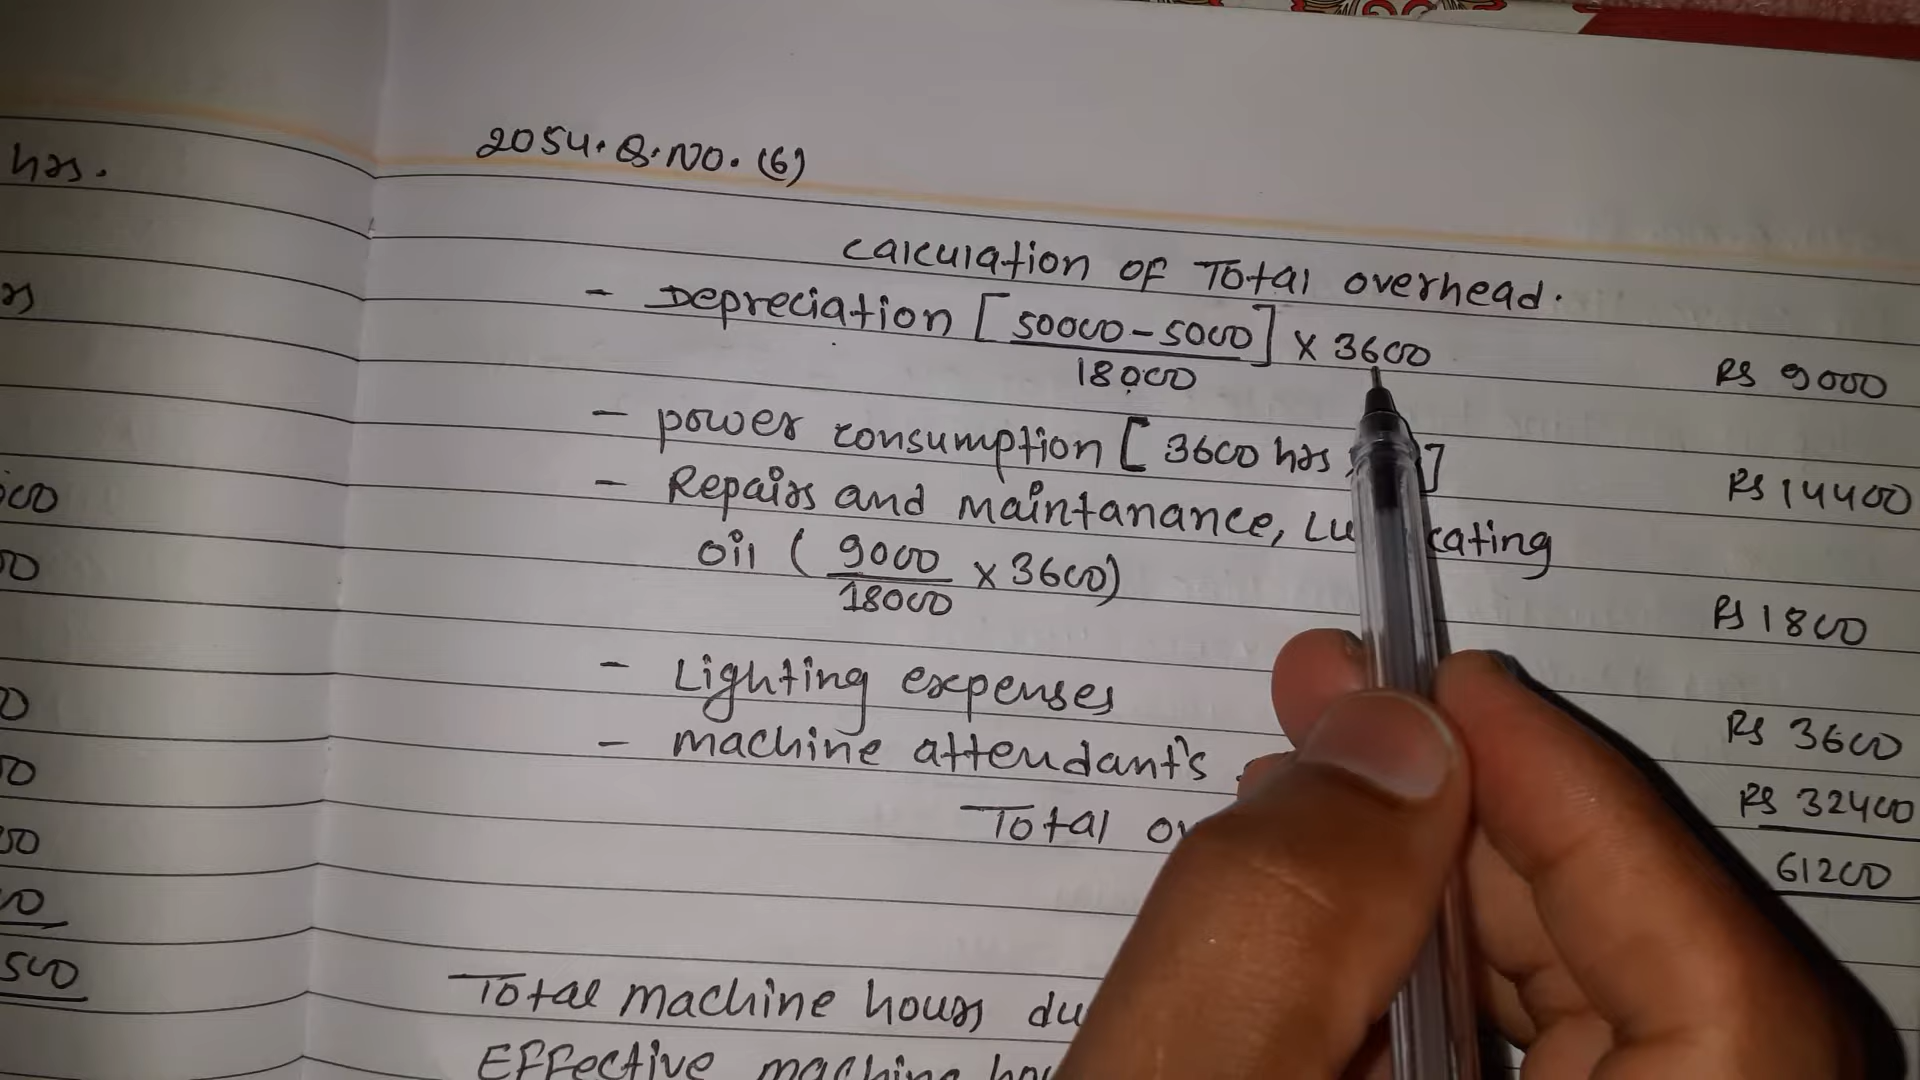 hrs.
2054. Q. NO. (6)
Calculation of Total overhead.
- Depreciation [50000 - 5000 / 18000] x 3600 Rs 9000
- power consumption [3600 hrs ] Rs 14400
- Repairs and maintanance,
oil (9000 / 18000 x 3600) Rs 1800
- Lighting expenses Rs 3600
- machine attendant's Rs 32400
Total 61200
500
Total machine hours
Effective machine